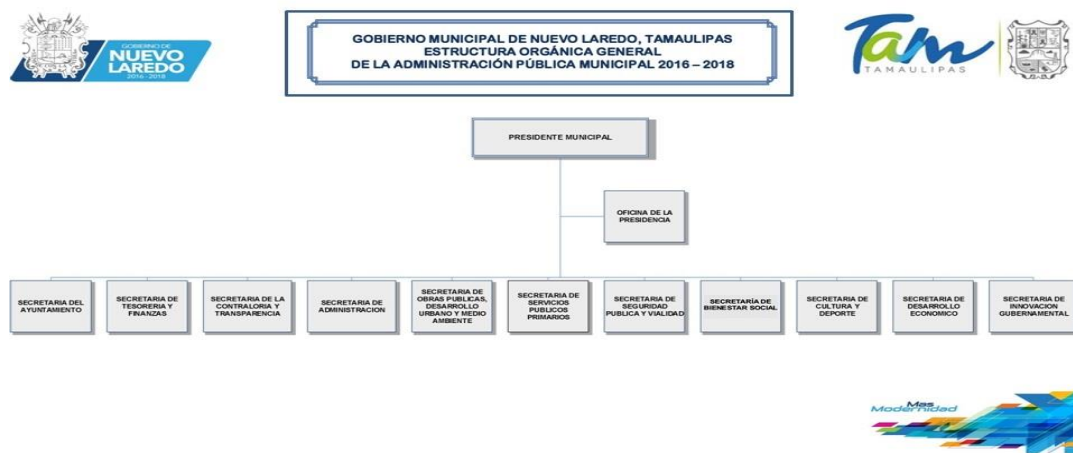 GOBIERNO DE
NUEVO
LAREDO
2016 - 2018
GOBIERNO MUNICIPAL DE NUEVO LAREDO, TAMAULIPAS
ESTRUCTURA ORGÁNICA GENERAL
DE LA ADMINISTRACIÓN PÚBLICA MUNICIPAL 2016 – 2018
Tam
TAMAULIPAS
PRESIDENTE MUNICIPAL
OFICINA DE LA
PRESIDENCIA
SECRETARIA DEL
AYUNTAMIENTO
SECRETARIA DE
TESORERIA Y
FINANZAS
SECRETARIA DE LA
CONTRALORIA Y
TRANSPARENCIA
SECRETARIA DE
ADMINISTRACION
SECRETARIA DE
OBRAS PUBLICAS,
DESARROLLO
URBANO Y MEDIO
AMBIENTE
SECRETARIA DE
SERVICIOS
PUBLICOS
PRIMARIOS
SECRETARIA DE
SEGURIDAD
PUBLICA Y VIALIDAD
SECRETARÍA DE
BIENESTAR SOCIAL
SECRETARIA DE
CULTURA Y
DEPORTE
SECRETARIA DE
DESARROLLO
ECONOMICO
SECRETARIA DE
INNOVACION
GUBERNAMENTAL
Mas
Modernidad